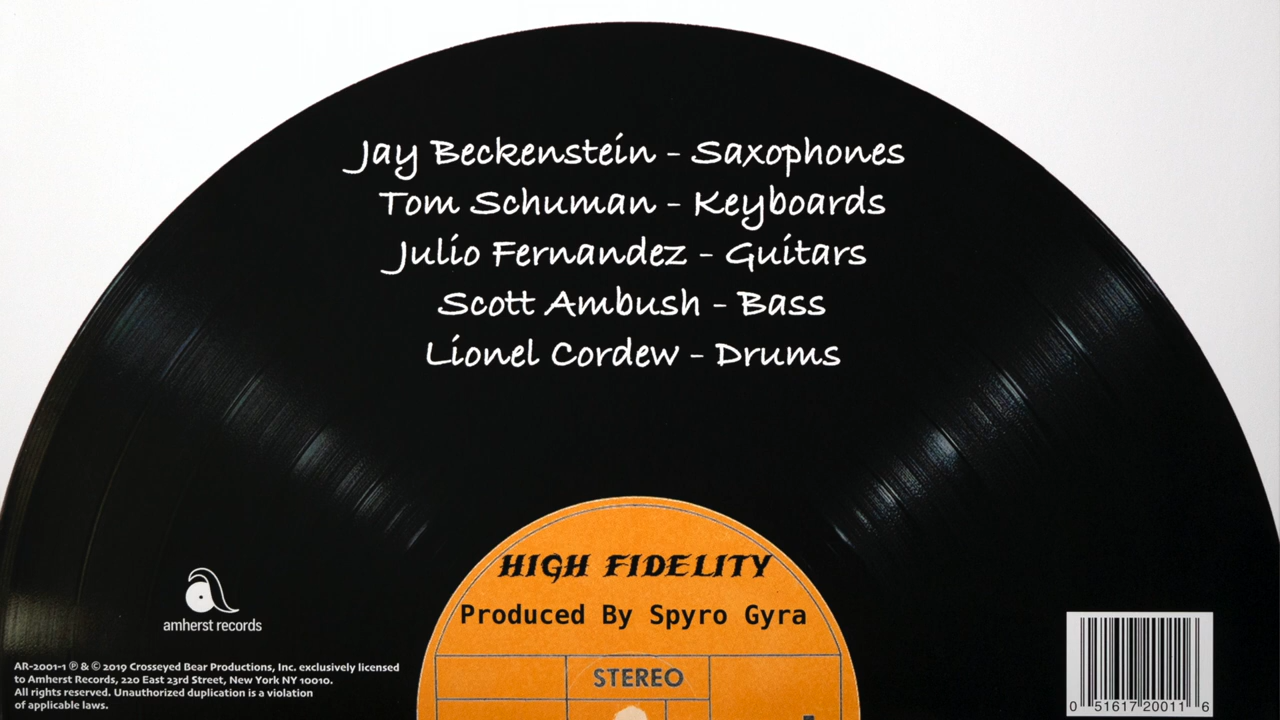 Jay Beckenstein - Saxophones
Tom Schuman - Keyboards
Julio Fernandez - Guitars
Scott Ambush - Bass
Lionel Cordew - Drums
HIGH FIDELITY
Produced By Spyro Gyra
STEREO
amherst records
AR-2001-1 ℗ & © 2019 Crosseyed Bear Productions, Inc. exclusively licensed
to Amherst Records, 220 East 23rd Street, New York NY 10010.
All rights reserved. Unauthorized duplication is a violation
of applicable laws.
0 51617 20011 6